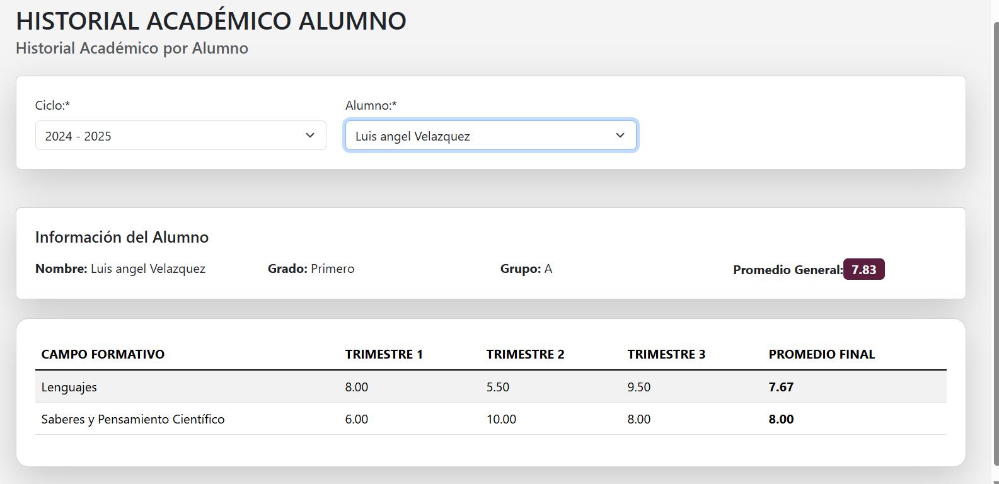 HISTORIAL ACADÉMICO ALUMNO
Historial Académico por Alumno
Ciclo:* Alumno:*
2024 - 2025 Luis angel Velazquez
Información del Alumno
Nombre: Luis angel Velazquez Grado: Primero Grupo: A Promedio General: 7.83
CAMPO FORMATIVO TRIMESTRE 1 TRIMESTRE 2 TRIMESTRE 3 PROMEDIO FINAL
Lenguajes 8.00 5.50 9.50 7.67
Saberes y Pensamiento Científico 6.00 10.00 8.00 8.00